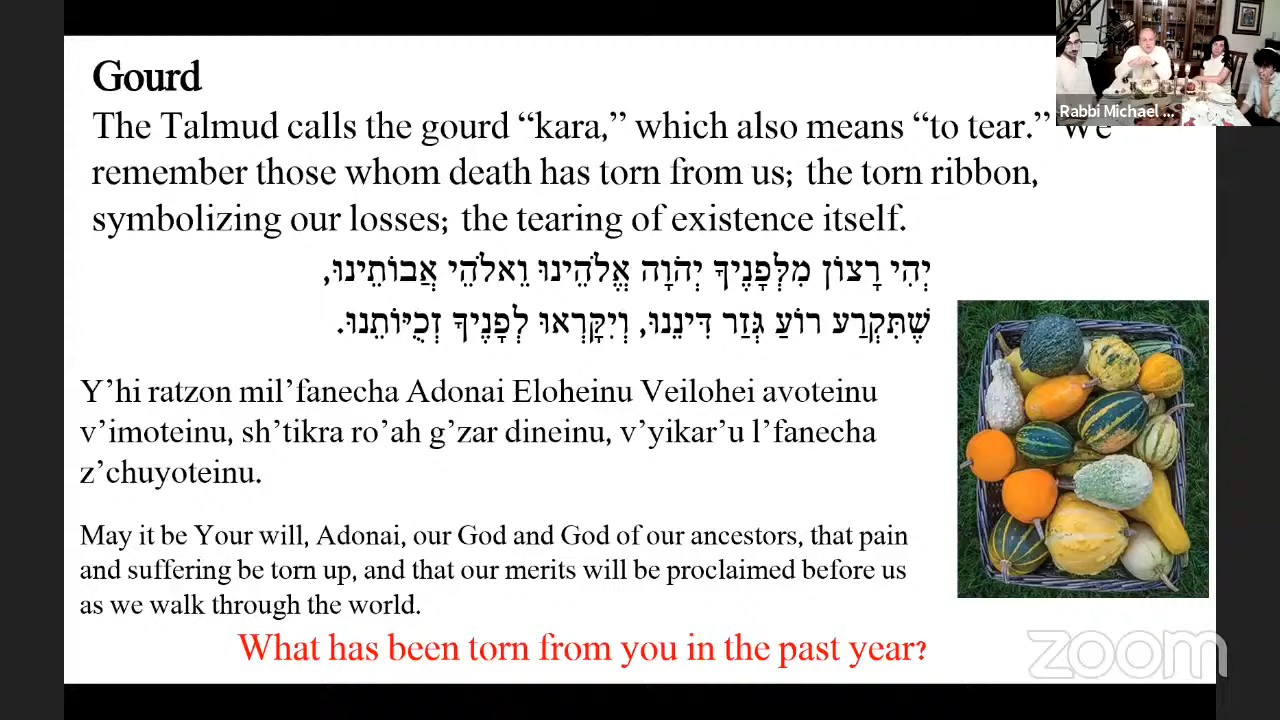 Gourd
The Talmud calls the gourd “kara,” which also means “to tear.” We
remember those whom death has torn from us; the torn ribbon,
symbolizing our losses; the tearing of existence itself.
יְהִי רָצוֹן מִלְּפָנֶיךָ יְהֹוָה אֱלֹהֵינוּ וֵאלֹהֵי אֲבוֹתֵינוּ,
שֶׁתִּקְרַע רוֹעַ גְּזַר דִּינֵנוּ, וְיִקָּרְאוּ לְפָנֶיךָ זְכֻיּוֹתֵנוּ.
Y’hi ratzon mil’fanecha Adonai Eloheinu Veilohei avoteinu
v’imoteinu, sh’tikra ro’ah g’zar dineinu, v’yikar’u l’fanecha
z’chuyoteinu.
May it be Your will, Adonai, our God and God of our ancestors, that pain
and suffering be torn up, and that our merits will be proclaimed before us
as we walk through the world.
What has been torn from you in the past year?
Rabbi Michael ...
zoom